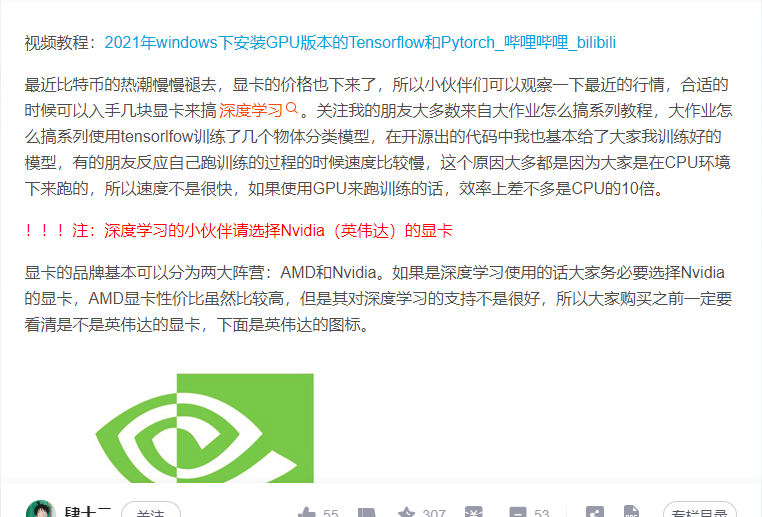 视频教程：2021年windows下安装GPU版本的Tensorflow和Pytorch_哔哩哔哩_bilibili
最近比特币的热潮慢慢褪去，显卡的价格也下来了，所以小伙伴们可以观察一下最近的行情，合适的
时候可以入手几块显卡来搞深度学习。关注我的朋友大多数来自大作业怎么搞系列教程，大作业怎
么搞系列使用tensorlfow训练了几个物体分类模型，在开源出的代码中我也基本给了大家我训练好的
模型，有的朋友反应自己跑训练的过程的时候速度比较慢，这个原因大多都是因为大家是在CPU环境
下来跑的，所以速度不是很快，如果使用GPU来跑训练的话，效率上差不多是CPU的10倍。
！！！注：深度学习的小伙伴请选择Nvidia（英伟达）的显卡
显卡的品牌基本可以分为两大阵营：AMD和Nvidia。如果是深度学习使用的话大家务必要选择Nvidia
的显卡，AMD显卡性价比虽然比较高，但是其对深度学习的支持不是很好，所以大家购买之前一定要
看清是不是英伟达的显卡，下面是英伟达的图标。
肆十二 关注 55 307 53 专栏目录